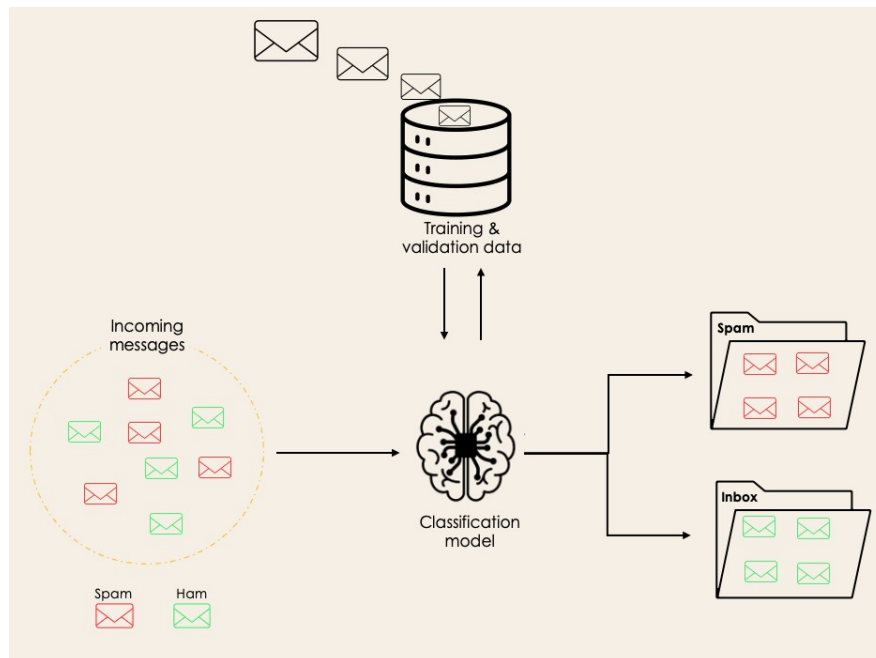 Training &
validation data
Incoming
messages
Spam
Classification
model
Inbox
Spam
Ham